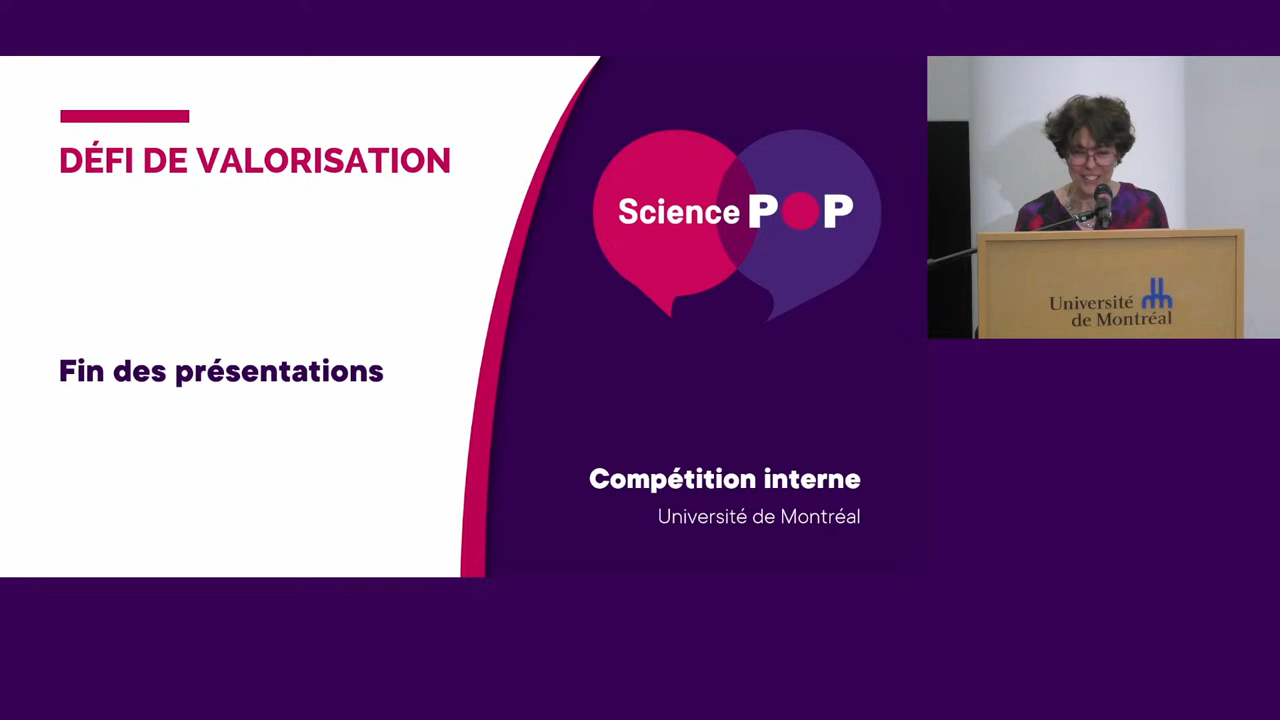 DÉFI DE VALORISATION
Science POP
Fin des présentations
Compétition interne
Université de Montréal
Université
de Montréal